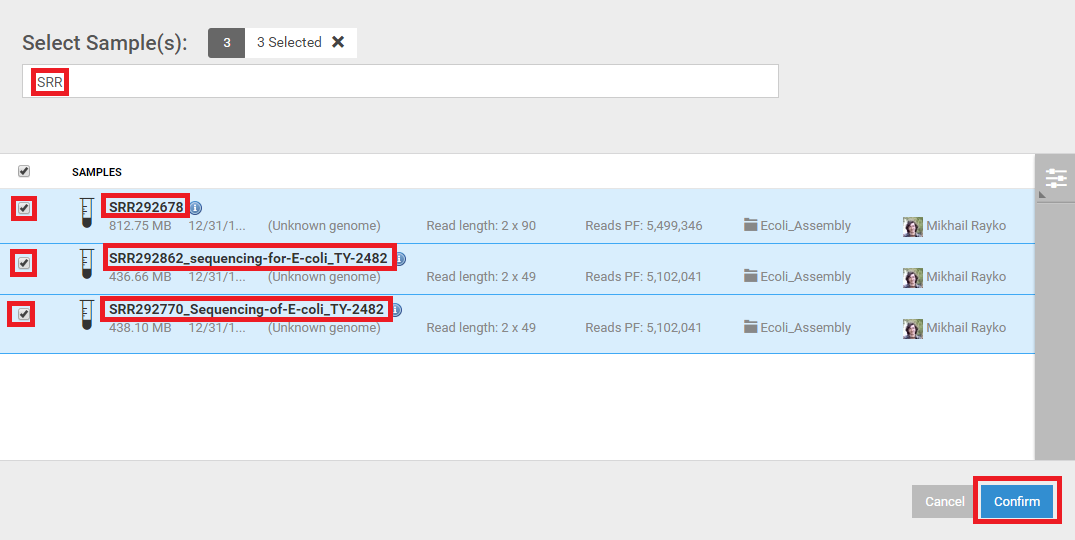 Select Sample(s): 3 3 Selected ✖
SRR
SAMPLES
SRR292678
812.75 MB 12/31/1... (Unknown genome) Read length: 2 x 90 Reads PF: 5,499,346 Ecoli_Assembly Mikhail Rayko
SRR292862_sequencing-for-E-coli_TY-2482
436.66 MB 12/31/1... (Unknown genome) Read length: 2 x 49 Reads PF: 5,102,041 Ecoli_Assembly Mikhail Rayko
SRR292770_Sequencing-of-E-coli_TY-2482
438.10 MB 12/31/1... (Unknown genome) Read length: 2 x 49 Reads PF: 5,102,041 Ecoli_Assembly Mikhail Rayko
Cancel Confirm